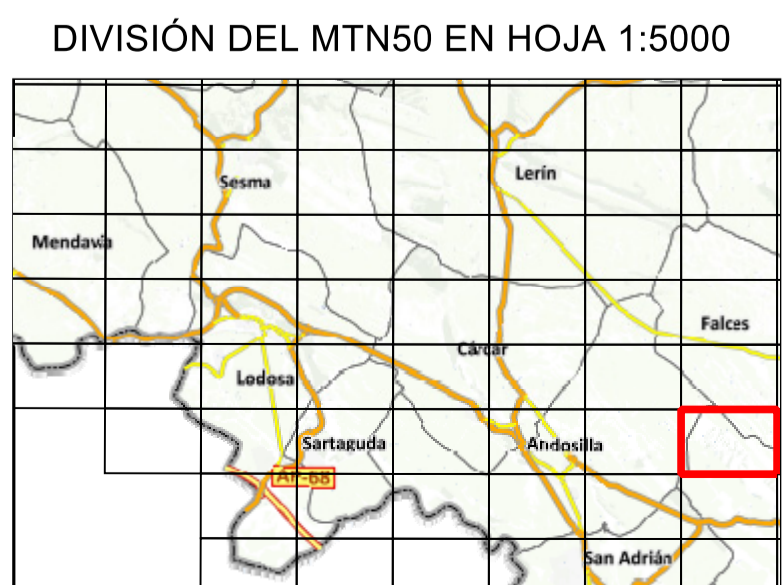 DIVISIÓN DEL MTN50 EN HOJA 1:5000
Lerín
Sesma
Mendavia
Falces
Cárcar
Lodosa
Sartaguda
Andosilla
AP-68
San Adrián